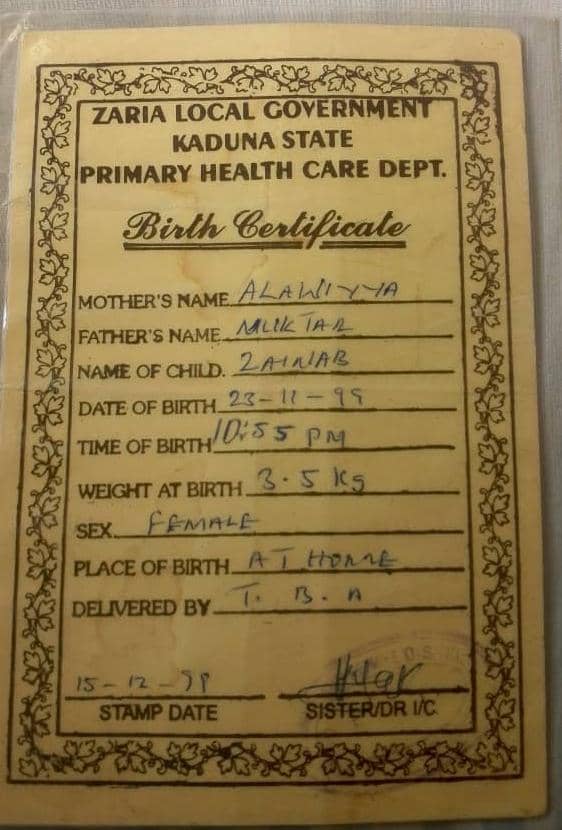 ZARIA LOCAL GOVERNMENT
KADUNA STATE
PRIMARY HEALTH CARE DEPT.
Birth Certificate
MOTHER'S NAME ALAWIYYA
FATHER'S NAME MUKTAR
NAME OF CHILD. ZAINAB
DATE OF BIRTH 23-11-99
TIME OF BIRTH 10:55 PM
WEIGHT AT BIRTH 3.5 kg
SEX FEMALE
PLACE OF BIRTH AT HOME
DELIVERED BY T. B. A
15-12-
STAMP DATE SISTER/DR I/C